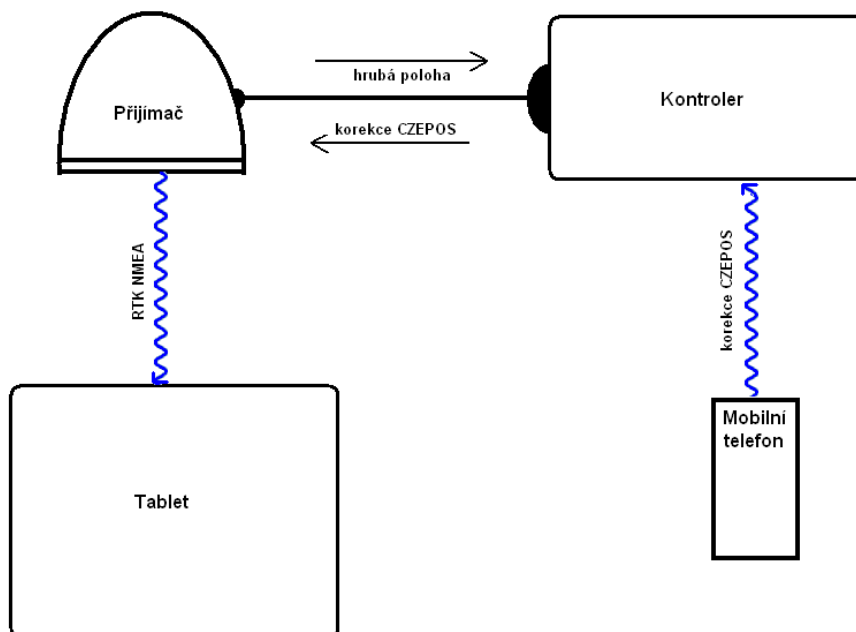 hrubá poloha
Přijímač
Kontroler
korekce CZEPOS
RTK NMEA
korekce CZEPOS
Mobilní
telefon
Tablet